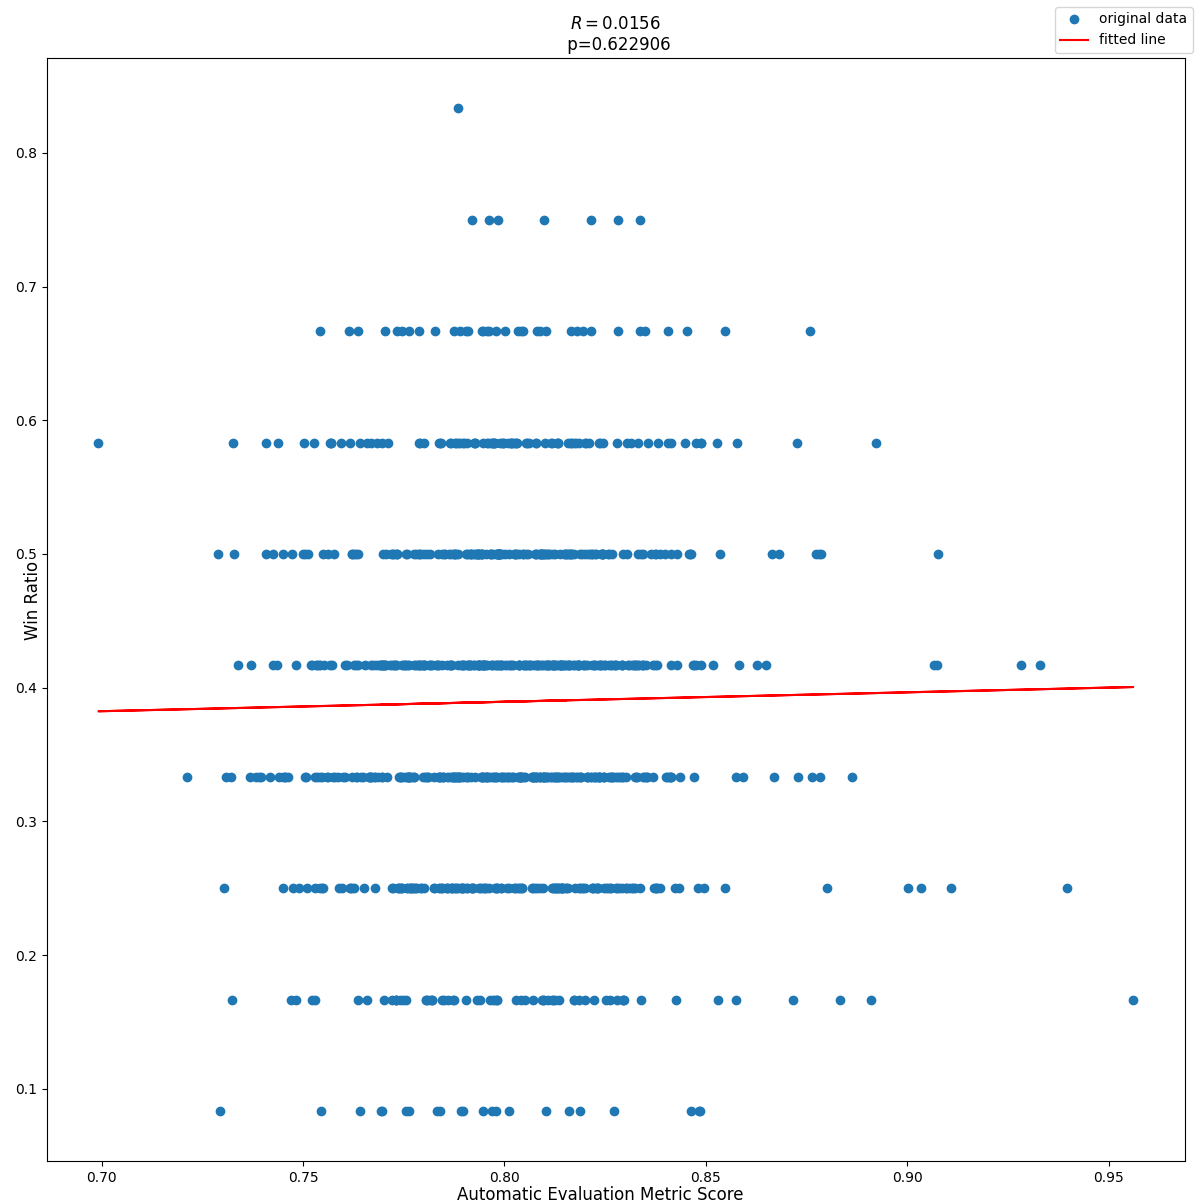 R = 0.0156
p=0.622906
original data
fitted line
Win Ratio
0.8
0.7
0.6
0.5
0.4
0.3
0.2
0.1
0.70 0.75 0.80 0.85 0.90 0.95
Automatic Evaluation Metric Score